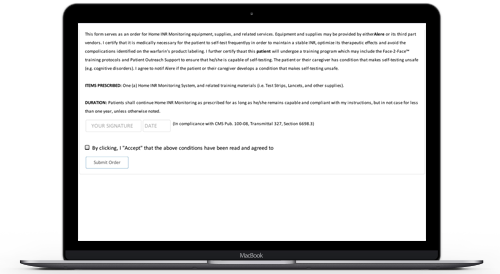 This form serves as an order for Home INR Monitoring equipment, supplies, and related services. Equipment and supplies may be provided by eitherAlere or its third part
vendors. I certify that it is medically necessary for the patient to self-test frequentlyy in order to maintain a stable INR, optimize its therapeutic effects and avoid the
complications identified on the warfarin's product labeling. I further certify thast this patient will undergoe a training program which may include the Face-2-Face™
training protocols and Patient Outreach Support to ensure that he/she is capable of self-testing. The patient or their caregiver has condition that makes self-testing unsafe
(e.g. cognitive disorders). I agree to notif Alere if the patient or their caregiver develops a condition that makes self-testing unsafe.
ITEMS PRESCRIBED: One (a) Home INR Monitoring System, and related training materials (i.e. Test Strips, Lancets, and other supplies).
DURATION: Patients shall continue Home INR Monitoring as prescribed for as long as he/she remains capable and compliant with my instructions, but in not case for less
than one year, unless otherwise noted.
YOUR SIGNATURE DATE (In compliance with CMS Pub. 100-08, Transmittal 327, Section 6698.3)
By clicking, I "Accept" that the above conditions have been read and agreed to
Submit Order
MacBook